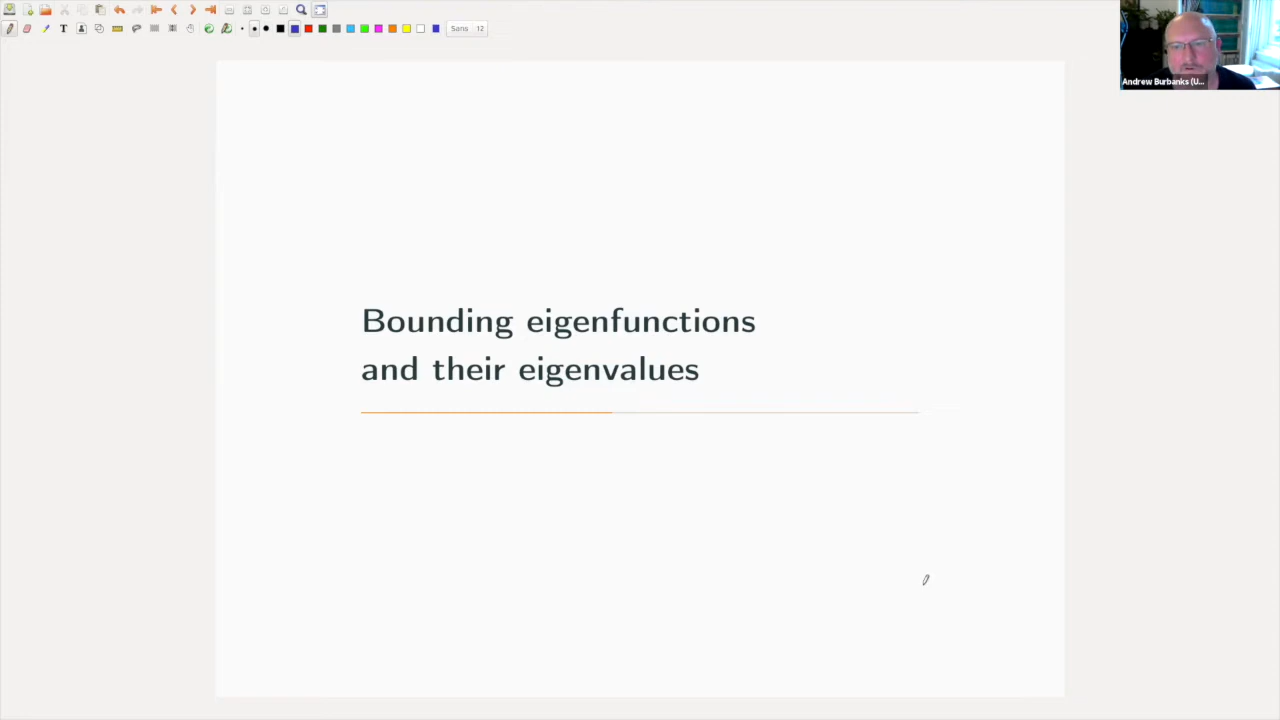 T
Sans 12
Andrew Burbanks (U...
Bounding eigenfunctions
and their eigenvalues